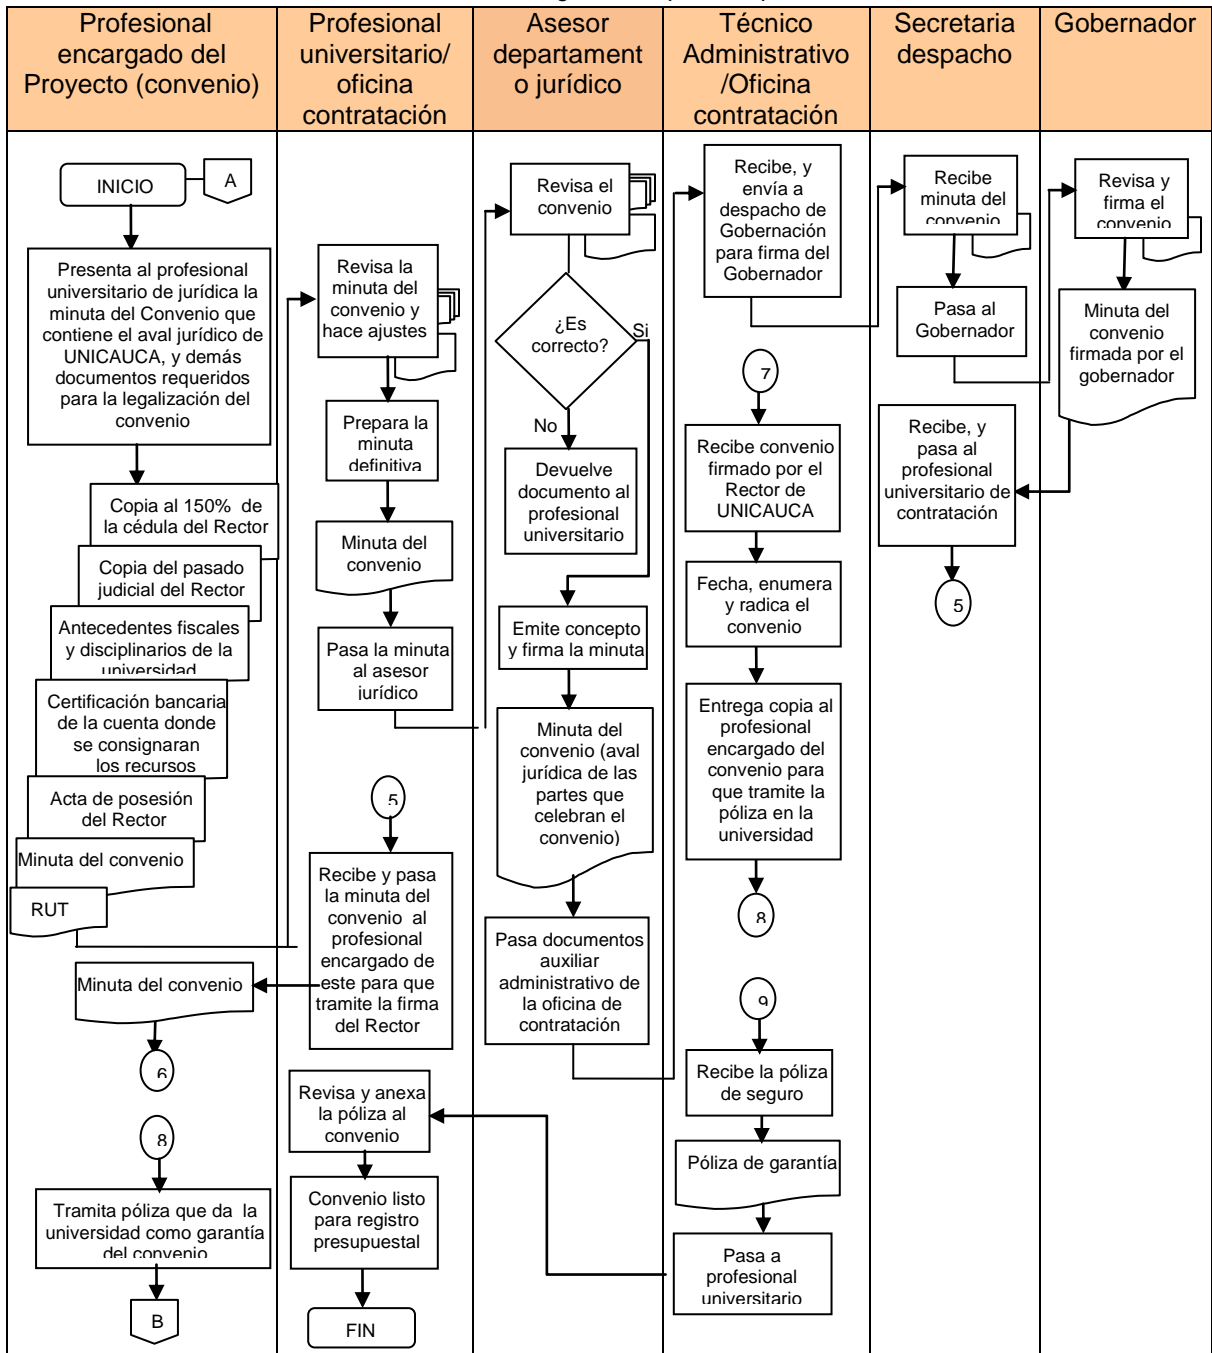 Profesional
encargado del
Proyecto (convenio)
Profesional
universitario/
oficina
contratación
Asesor
departament
o jurídico
Técnico
Administrativo
/Oficina
contratación
Secretaria
despacho
Gobernador
INICIO
A
Presenta al profesional
universitario de jurídica la
minuta del Convenio que
contiene el aval jurídico de
UNICAUCA, y demás
documentos requeridos
para la legalización del
convenio
Copia al 150% de
la cédula del Rector
Copia del pasado
judicial del Rector
Antecedentes fiscales
y disciplinarios de la
universidad
Certificación bancaria
de la cuenta donde
se consignaran
los recursos
Acta de posesión
del Rector
Minuta del convenio
RUT
Minuta del convenio
6
8
Tramita póliza que da la
universidad como garantía
del convenio
B
Revisa la
minuta del
convenio y
hace ajustes
Prepara la
minuta
definitiva
Minuta del
convenio
Pasa la minuta
al asesor
jurídico
5
Recibe y pasa
la minuta del
convenio al
profesional
encargado de
este para que
tramite la firma
del Rector
Revisa y anexa
la póliza al
convenio
Convenio listo
para registro
presupuestal
FIN
Revisa el
convenio
¿Es
correcto?
Si
No
Devuelve
documento al
profesional
universitario
Emite concepto
y firma la minuta
Minuta del
convenio (aval
jurídica de las
partes que
celebran el
convenio)
Pasa documentos
auxiliar
administrativo de
la oficina de
contratación
Recibe, y
envía a
despacho de
Gobernación
para firma del
Gobernador
7
Recibe convenio
firmado por el
Rector de
UNICAUCA
Fecha, enumera
y radica el
convenio
Entrega copia al
profesional
encargado del
convenio para
que tramite la
póliza en la
universidad
8
9
Recibe la póliza
de seguro
Póliza de garantía
Pasa a
profesional
universitario
Recibe
minuta del
convenio
Pasa al
Gobernador
Recibe, y
pasa al
profesional
universitario de
contratación
5
Revisa y
firma el
convenio
Minuta del
convenio
firmada por el
gobernador